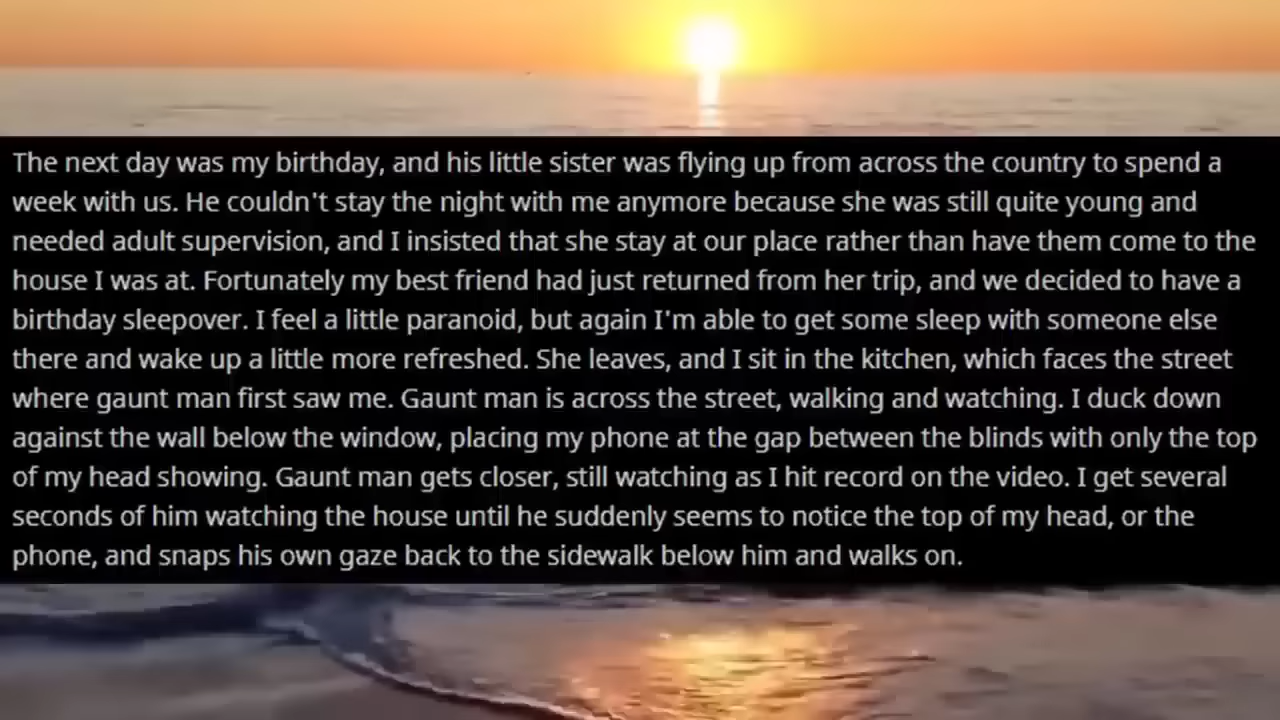 The next day was my birthday, and his little sister was flying up from across the country to spend a
week with us. He couldn't stay the night with me anymore because she was still quite young and
needed adult supervision, and I insisted that she stay at our place rather than have them come to the
house I was at. Fortunately my best friend had just returned from her trip, and we decided to have a
birthday sleepover. I feel a little paranoid, but again I'm able to get some sleep with someone else
there and wake up a little more refreshed. She leaves, and I sit in the kitchen, which faces the street
where gaunt man first saw me. Gaunt man is across the street, walking and watching. I duck down
against the wall below the window, placing my phone at the gap between the blinds with only the top
of my head showing. Gaunt man gets closer, still watching as I hit record on the video. I get several
seconds of him watching the house until he suddenly seems to notice the top of my head, or the
phone, and snaps his own gaze back to the sidewalk below him and walks on.